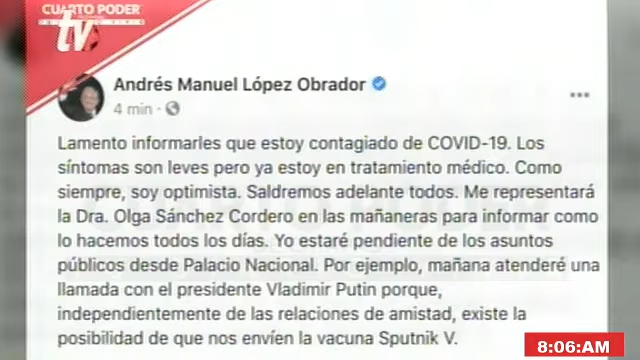 CUARTO PODER
tv
Andrés Manuel López Obrador
4 min ·
Lamento informarles que estoy contagiado de COVID-19. Los
síntomas son leves pero ya estoy en tratamiento médico. Como
siempre, soy optimista. Saldremos adelante todos. Me representará
la Dra. Olga Sánchez Cordero en las mañaneras para informar como
lo hacemos todos los días. Yo estaré pendiente de los asuntos
públicos desde Palacio Nacional. Por ejemplo, mañana atenderé una
llamada con el presidente Vladimir Putin porque,
independientemente de las relaciones de amistad, existe la
posibilidad de que nos envíen la vacuna Sputnik V.
CUARTO PODER
8:06:AM